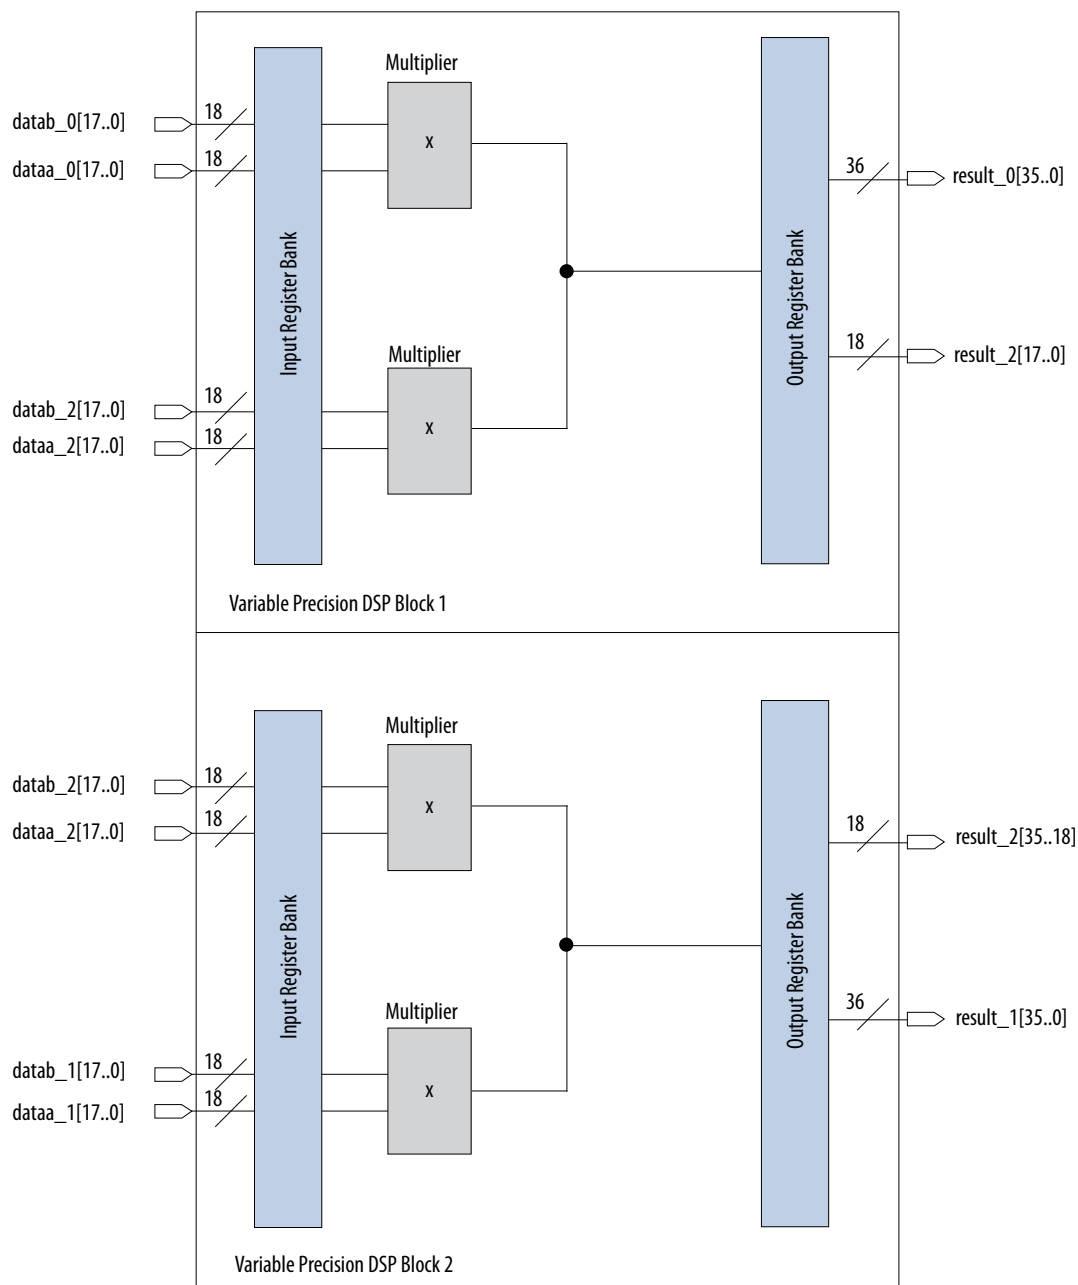 Multiplier
datab_0[17..0]
18
dataa_0[17..0]
18
x
36
result_0[35..0]
Input Register Bank
Output Register Bank
Multiplier
18
result_2[17..0]
datab_2[17..0]
18
dataa_2[17..0]
18
x
Variable Precision DSP Block 1
Multiplier
datab_2[17..0]
18
dataa_2[17..0]
18
x
18
result_2[35..18]
Input Register Bank
Output Register Bank
Multiplier
36
result_1[35..0]
datab_1[17..0]
18
dataa_1[17..0]
18
x
Variable Precision DSP Block 2